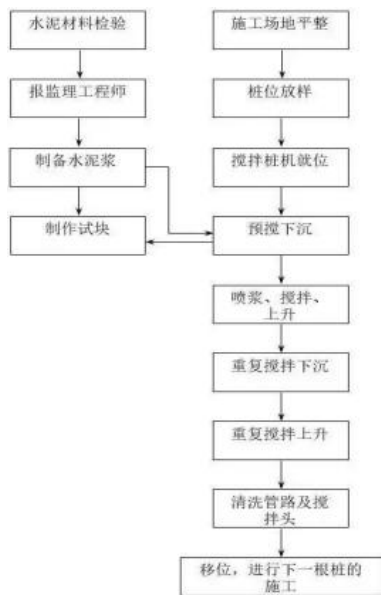 水泥材料检验
施工场地平整
报监理工程师
桩位放样
制备水泥浆
搅拌桩机就位
制作试块
预搅下沉
喷浆、搅拌、
上升
重复搅拌下沉
重复搅拌上升
清洗管路及搅
拌头
移位，进行下一根桩的
施工